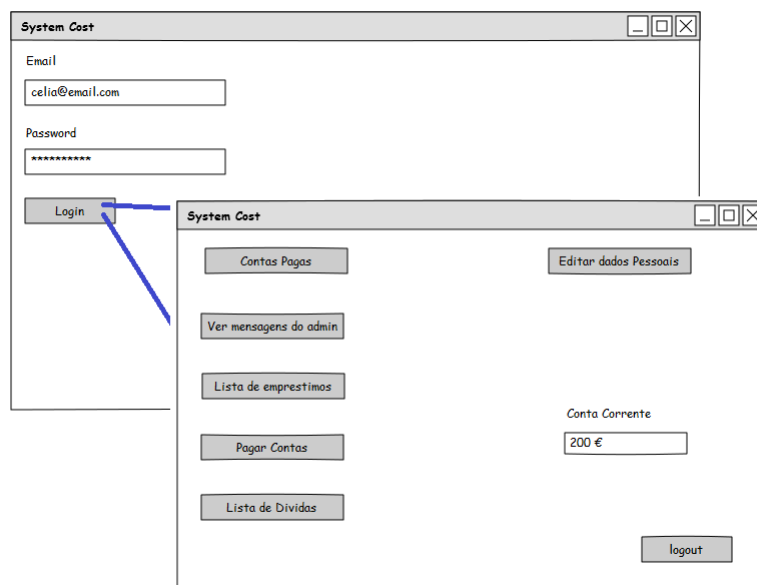 System Cost
Email
celia@email.com
Password
**********
Login
System Cost
Contas Pagas
Editar dados Pessoais
Ver mensagens do admin
Lista de emprestimos
Conta Corrente
200 €
Pagar Contas
Lista de Dividas
logout